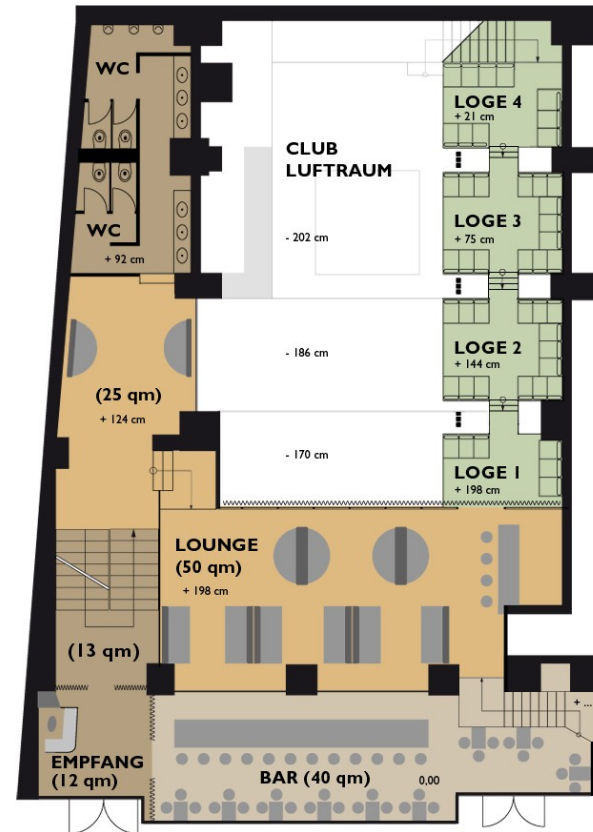 WC
LOGE 4
+ 21 cm
CLUB
LUFTRAUM
LOGE 3
+ 75 cm
WC
+ 92 cm
- 202 cm
LOGE 2
+ 144 cm
- 186 cm
(25 qm)
+ 124 cm
- 170 cm
LOGE 1
+ 198 cm
LOUNGE
(50 qm)
+ 198 cm
(13 qm)
+ ...
EMPFANG
(12 qm)
BAR (40 qm)
0,00